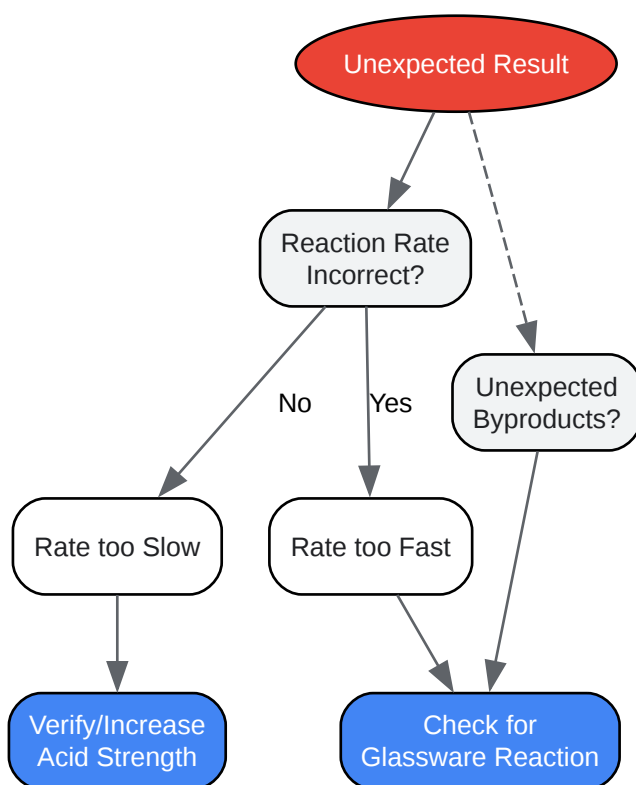 Unexpected Result
Reaction Rate
Incorrect?
Unexpected
Byproducts?
No
Yes
Rate too Slow
Rate too Fast
Verify/Increase
Acid Strength
Check for
Glassware Reaction